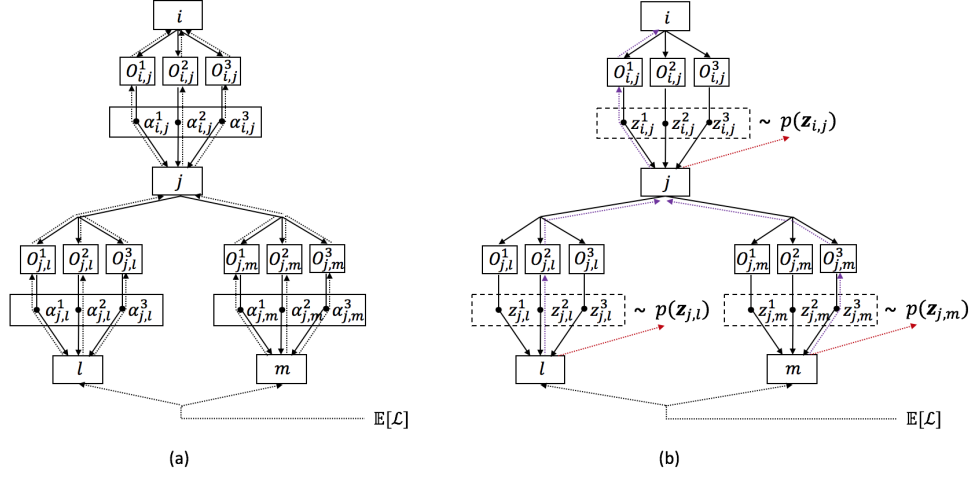 i
O^1_{i,j} O^2_{i,j} O^3_{i,j}
α^1_{i,j} α^2_{i,j} α^3_{i,j}
j
O^1_{j,l} O^2_{j,l} O^3_{j,l} O^1_{j,m} O^2_{j,m} O^3_{j,m}
α^1_{j,l} α^2_{j,l} α^3_{j,l} α^1_{j,m} α^2_{j,m} α^3_{j,m}
l m
𝔼[ℒ]
(a)
i
O^1_{i,j} O^2_{i,j} O^3_{i,j}
z^1_{i,j} z^2_{i,j} z^3_{i,j} ~ p(z_{i,j})
j
O^1_{j,l} O^2_{j,l} O^3_{j,l} O^1_{j,m} O^2_{j,m} O^3_{j,m}
z^1_{j,l} z^2_{j,l} z^3_{j,l} ~ p(z_{j,l}) z^1_{j,m} z^2_{j,m} z^3_{j,m} ~ p(z_{j,m})
l m
𝔼[ℒ]
(b)